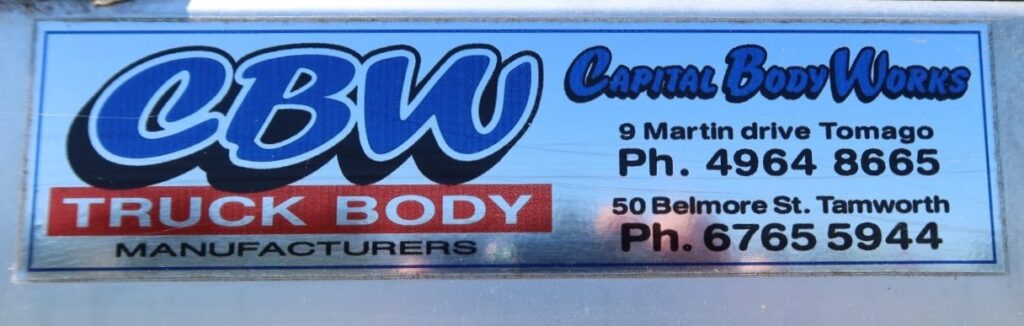 CBW
TRUCK BODY
MANUFACTURERS
CAPITAL BODY WORKS
9 Martin drive Tomago
Ph. 4964 8665
50 Belmore St. Tamworth
Ph. 6765 5944